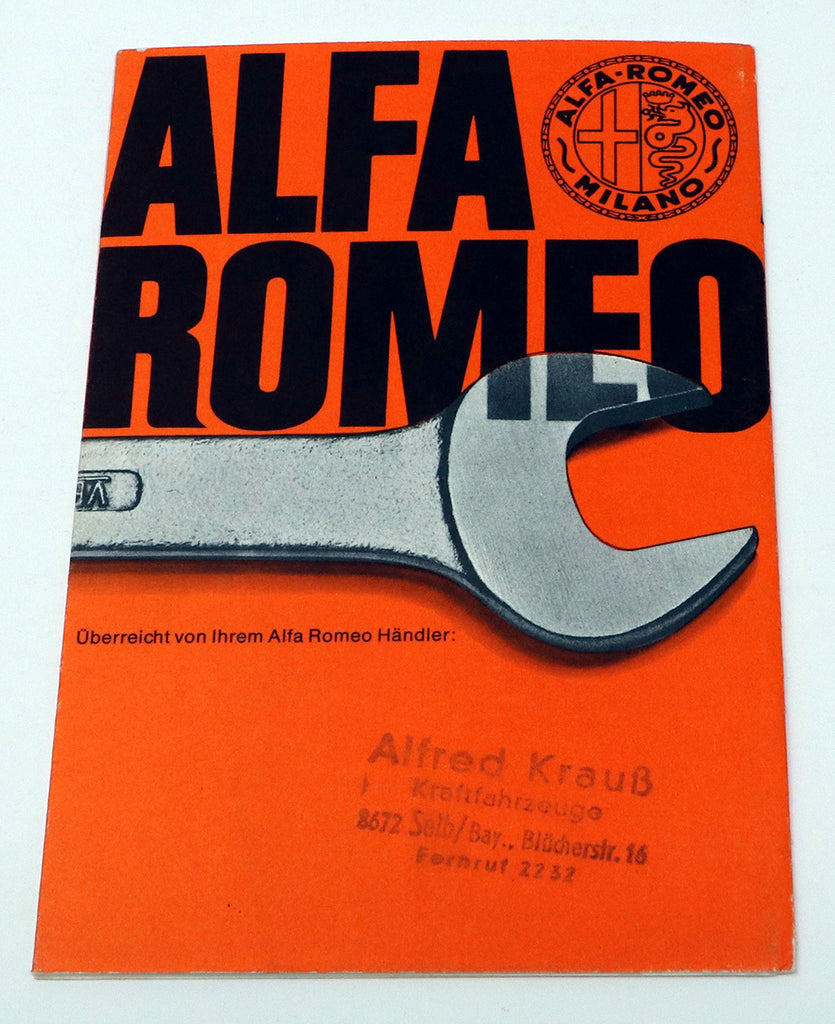 ALFA
ROMEO
ALFA-ROMEO
MILANO
Überreicht von Ihrem Alfa Romeo Händler:
Alfred Krauß
Kraftfahrzeuge
8672 Selb/Bay., Blücherstr. 16
Fernruf 2232